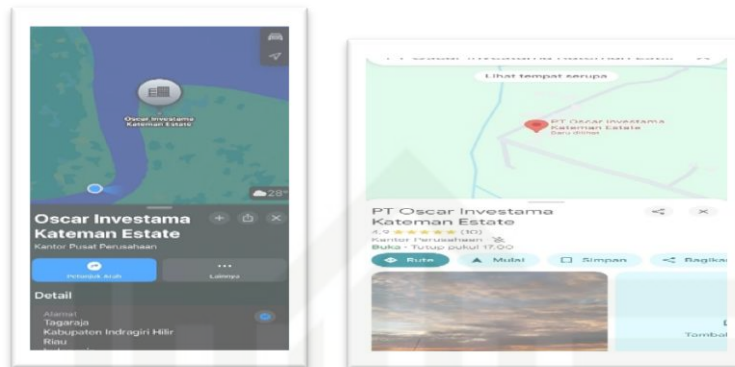 Oscar Investama
Kateman Estate
28°
Oscar Investama
Kateman Estate
Kantor Pusat Perusahaan
Petunjuk Arah
Lainnya
Detail
Alamat
Tagaraja
Kabupaten Indragiri Hilir
Riau
Lihat tempat serupa
PT Oscar Investama
Kateman Estate
Baru dilihat
PT Oscar Investama
Kateman Estate
4,9 (10)
Kantor Perusahaan
Buka · Tutup pukul 17.00
Rute
Mulai
Simpan
Bagika